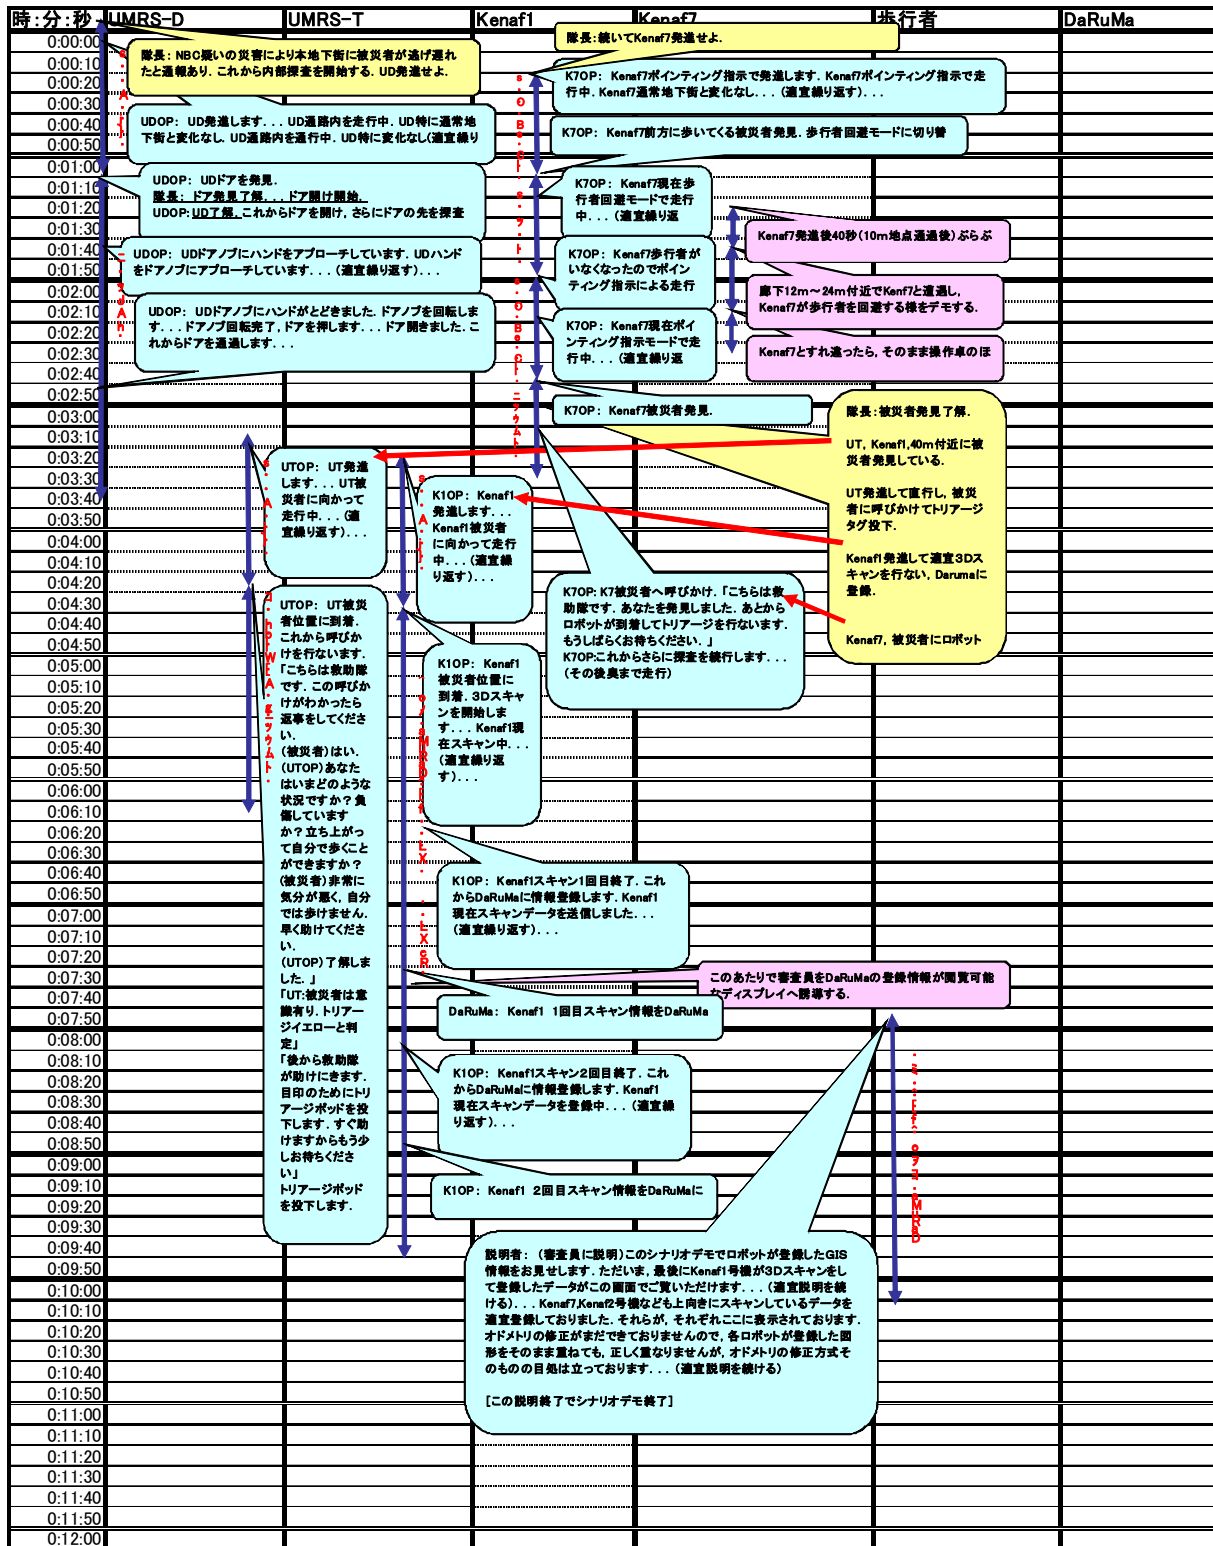 時:分:秒 UMRS-D UMRS-T Kenaf1 Kenaf7 歩行者 DaRuMa
0:00:00
0:00:10
0:00:20
0:00:30
0:00:40
0:00:50
0:01:00
0:01:10
0:01:20
0:01:30
0:01:40
0:01:50
0:02:00
0:02:10
0:02:20
0:02:30
0:02:40
0:02:50
0:03:00
0:03:10
0:03:20
0:03:30
0:03:40
0:03:50
0:04:00
0:04:10
0:04:20
0:04:30
0:04:40
0:04:50
0:05:00
0:05:10
0:05:20
0:05:30
0:05:40
0:05:50
0:06:00
0:06:10
0:06:20
0:06:30
0:06:40
0:06:50
0:07:00
0:07:10
0:07:20
0:07:30
0:07:40
0:07:50
0:08:00
0:08:10
0:08:20
0:08:30
0:08:40
0:08:50
0:09:00
0:09:10
0:09:20
0:09:30
0:09:40
0:09:50
0:10:00
0:10:10
0:10:20
0:10:30
0:10:40
0:10:50
0:11:00
0:11:10
0:11:20
0:11:30
0:11:40
0:11:50
0:12:00
隊長: NBC疑いの災害により本地下街に被災者が逃げ遅れ
たと通報あり. これから内部探査を開始する. UD発進せよ.
UDOP: UD発進します... UD通路内を走行中. UD特に通常地
下街と変化なし. UD通路内を通行中. UD特に変化なし(適宜繰り
UDOP: UDドアを発見.
隊長: ドア発見了解...ドア開け開始.
UDOP:UD了解.これからドアを開け, さらにドアの先を探査
UDOP: UDドアノブにハンドをアプローチしています. UDハンド
をドアノブにアプローチしています...(適宜繰り返す)...
UDOP: UDドアノブにハンドがとどきました. ドアノブを回転しま
す...ドアノブ回転完了, ドアを押します...ドア開きました. こ
れからドアを通過します...
隊長:続いてKenaf7発進せよ.
K7OP: Kenaf7ポインティング指示で発進します. Kenaf7ポインティング指示で走
行中. Kenaf7通常地下街と変化なし...(適宜繰り返す)...
K7OP: Kenaf7前方に歩いてくる被災者発見. 歩行者回避モードに切り替
K7OP: Kenaf7現在歩
行者回避モードで走行
中...(適宜繰り返
K7OP: Kenaf7歩行者が
いなくなったのでポイン
ティング指示による走行
K7OP: Kenaf7現在ポイ
ンティング指示モードで走
行中...(適宜繰り返
K7OP: Kenaf7被災者発見.
Kenaf7発進後40秒(10m地点通過後)ぶらぶ
廊下12m～24m付近でKenf7と遭遇し,
Kenaf7が歩行者を回避する様をデモする.
Kenaf7とすれ違ったら, そのまま操作卓のほ
隊長:被災者発見了解.
UT, Kenaf1,40m付近に被
災者発見している.
UT発進して直行し, 被災
者に呼びかけてトリアージ
タグ投下.
Kenaf1発進して適宜3Dス
キャンを行ない, Darumaに
登録.
Kenaf7, 被災者にロボット
UTOP: UT発進
します...UT被
災者に向かって
走行中...(適
宜繰り返す)...
K1OP: Kenaf1
発進します...
Kenaf1被災者
に向かって走行
中...(適宜繰
り返す)...
K7OP: K7被災者へ呼びかけ. 「こちらは救
助隊です. あなたを発見しました. あとから
ロボットが到着してトリアージを行ないます.
もうしばらくお待ちください. 」
K7OP:これからさらに探査を続行します...
(その後奥まで走行)
UTOP: UT被災
者位置に到着.
これから呼びか
けを行ないます.
「こちらは救助隊
です. この呼びか
けがわかったら
返事をしてくださ
い.
(被災者)はい.
(UTOP)あなた
はいまどのような
状況ですか？負
傷しています
か？立ち上がっ
て自分で歩くこと
ができますか？
(被災者)非常に
気分が悪く, 自分
では歩けません.
早く助けてくださ
い.
(UTOP)了解しま
した. 」
「UT:被災者は意
識有り. トリアー
ジイエローと判
定」
「後から救助隊
が助けにきます.
目印のためにトリ
アージポッドを投
下します. すぐ助
けますからもう少
しお待ちくださ
い」
トリアージポッド
を投下します.
K1OP: Kenaf1
被災者位置に
到着. 3Dスキャ
ンを開始しま
す...Kenaf1現
在スキャン中...
(適宜繰り返
す)...
K1OP: Kenaf1スキャン1回目終了. これ
からDaRuMaに情報登録します. Kenaf1
現在スキャンデータを送信しました...
(適宜繰り返す)...
このあたりで審査員をDaRuMaの登録情報が閲覧可能
なディスプレイへ誘導する.
DaRuMa: Kenaf1 1回目スキャン情報をDaRuMa
K1OP: Kenaf1スキャン2回目終了. これ
からDaRuMaに情報登録します. Kenaf1
現在スキャンデータを登録中...(適宜繰
り返す)...
K1OP: Kenaf1 2回目スキャン情報をDaRuMaに
説明者: (審査員に説明)このシナリオデモでロボットが登録したGIS
情報をお見せします. ただいま, 最後にKenaf1号機が3Dスキャンをし
て登録したデータがこの画面でご覧いただけます...(適宜説明を続
ける)...Kenaf7,Kenaf2号機なども上向きにスキャンしているデータを
適宜登録しておりました. それらが, それぞれここに表示されております.
オドメトリの修正がまだできておりませんので, 各ロボットが登録した図
形をそのまま重ねても, 正しく重なりませんが, オドメトリの修正方式そ
のものの目処は立っております...(適宜説明を続ける)
[この説明終了でシナリオデモ終了]